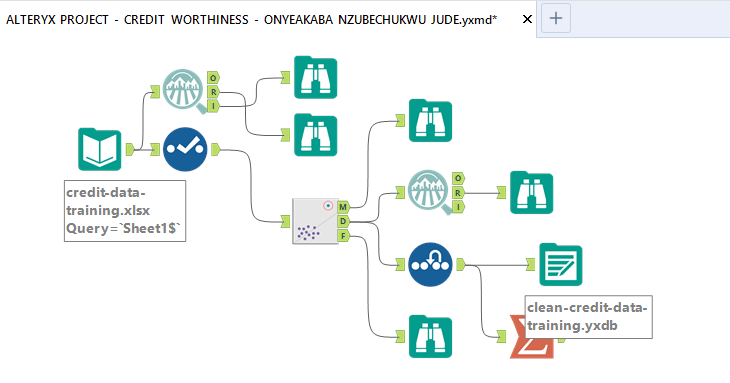 ALTERYX PROJECT - CREDIT WORTHINESS - ONYEAKABA NZUBECHUKWU JUDE.yxmd*
O
R
I
credit-data-
training.xlsx
Query=`Sheet1$`
M
D
F
O
R
I
clean-credit-data-
training.yxdb